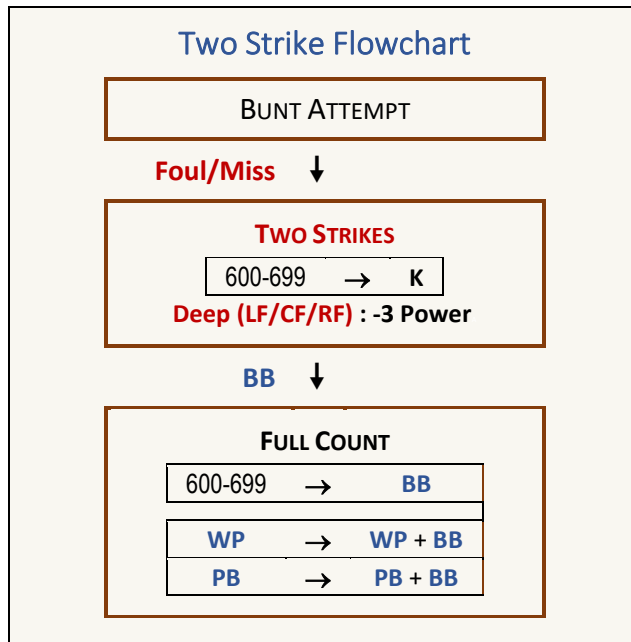 Two Strike Flowchart
BUNT ATTEMPT
Foul/Miss ↓
TWO STRIKES
600-699 → K
Deep (LF/CF/RF) : -3 Power
BB ↓
FULL COUNT
600-699 → BB
WP → WP + BB
PB → PB + BB